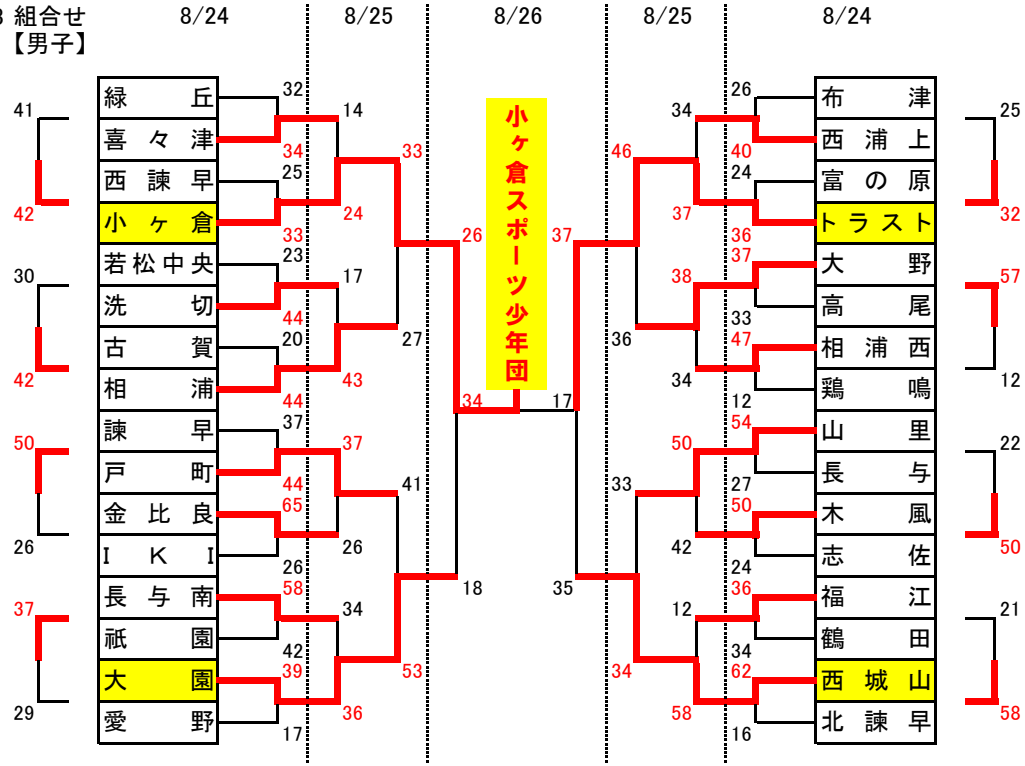 3 組合せ
【男子】
8/24
8/25
8/26
8/25
8/24
緑丘
喜々津
西諫早
小ヶ倉
若松中央
洗切
古賀
相浦
諫早
戸町
金比良
IKI
長与南
祇園
大園
愛野
41
42
30
42
50
26
37
29
32
34
25
33
23
44
20
44
37
44
65
26
58
42
39
17
14
24
17
43
37
26
34
36
33
27
41
53
26
18
34
小ヶ倉スポーツ少年団
17
37
35
46
36
33
34
34
37
38
34
50
42
12
58
26
40
24
36
37
33
47
12
54
27
50
24
36
34
62
16
布津
西浦上
富の原
トラスト
大野
高尾
相浦西
鶏鳴
山里
長与
木風
志佐
福江
鶴田
西城山
北諫早
25
32
57
12
22
50
21
58